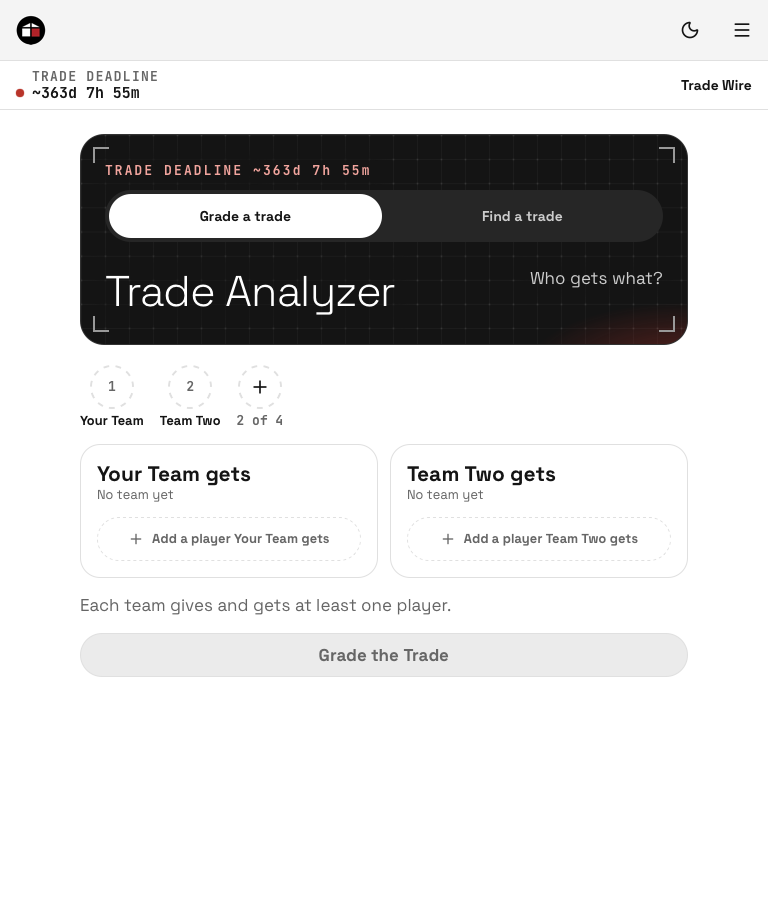 TRADE DEADLINE
~363d 7h 55m
Trade Wire
TRADE DEADLINE ~363d 7h 55m
Grade a trade
Find a trade
Trade Analyzer
Who gets what?
1
2
Your Team
Team Two
2 of 4
Your Team gets
No team yet
Add a player Your Team gets
Team Two gets
No team yet
Add a player Team Two gets
Each team gives and gets at least one player.
Grade the Trade